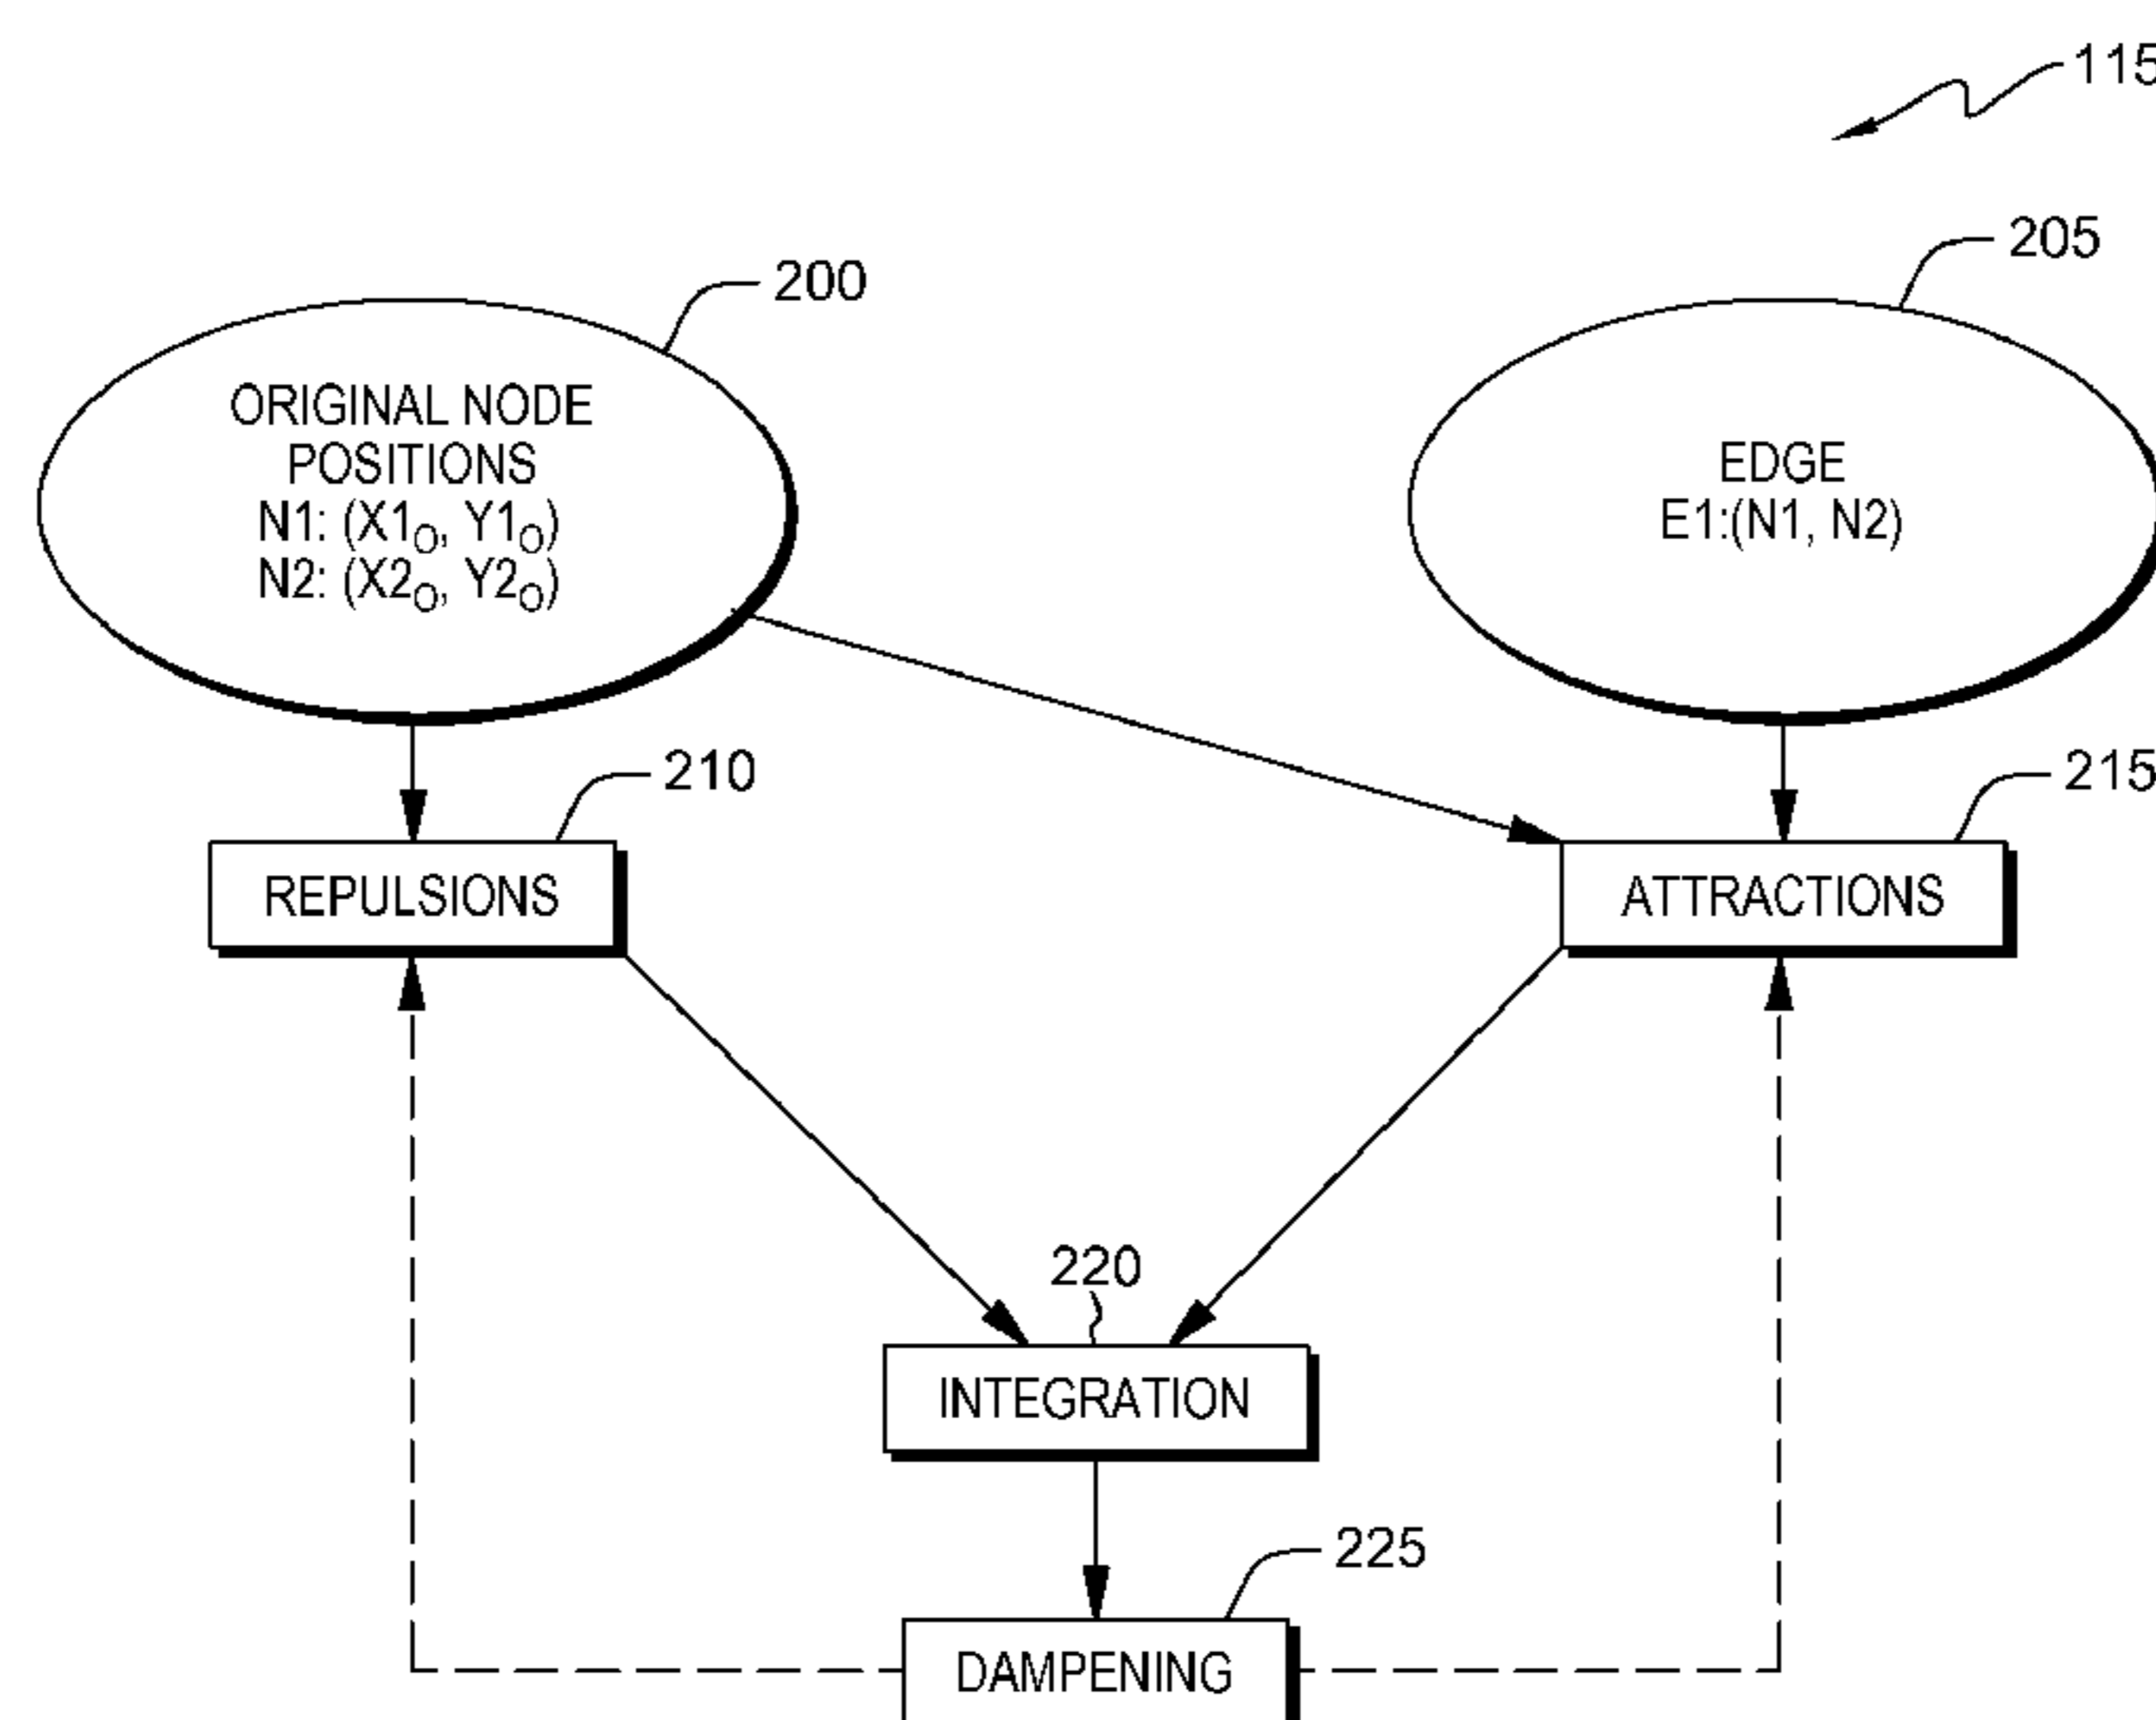 115
200
205
ORIGINAL NODE
POSITIONS
N1: (X1O, Y1O)
N2: (X2O, Y2O)
EDGE
E1:(N1, N2)
210
215
REPULSIONS
ATTRACTIONS
220
INTEGRATION
225
DAMPENING